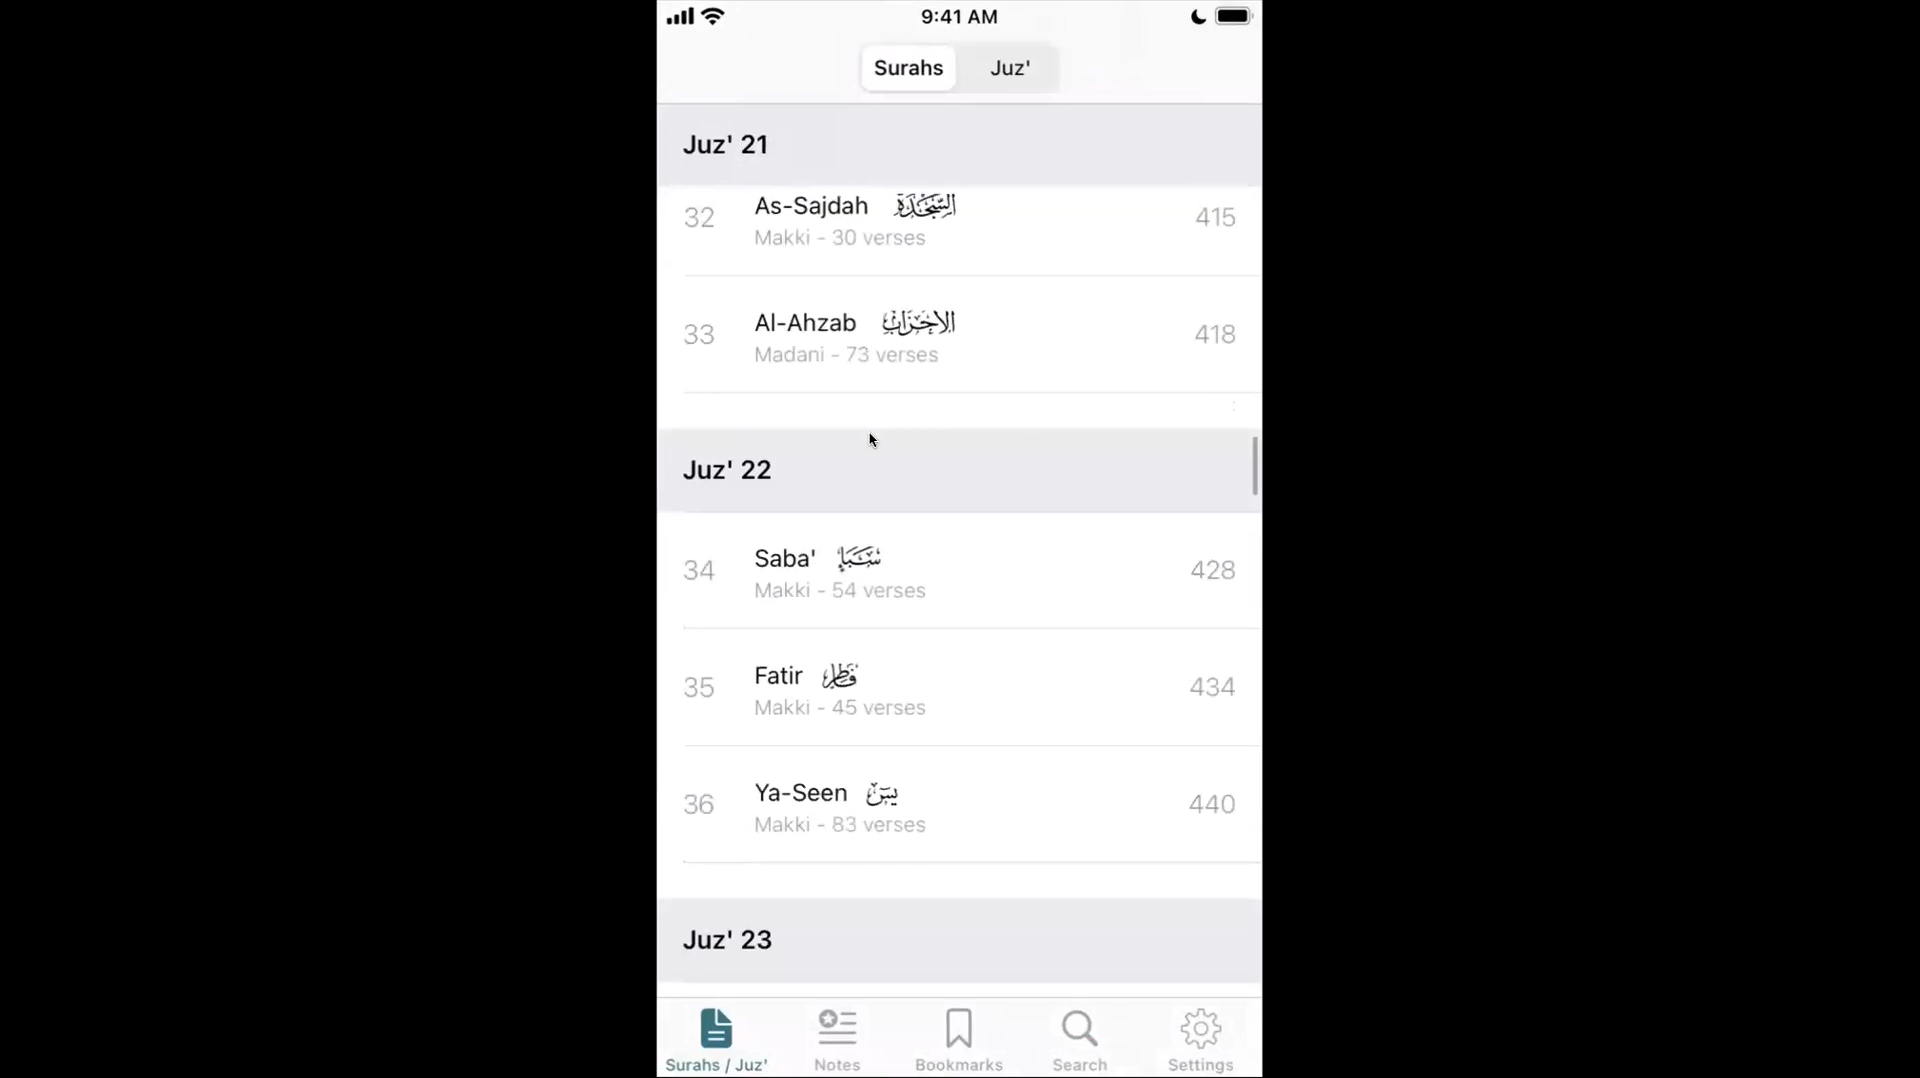 9:41 AM
Surahs Juz'
Juz' 21
32 As-Sajdah السجدة 415
Makki - 30 verses
33 Al-Ahzab الاحزاب 418
Madani - 73 verses
Juz' 22
34 Saba' سبإ 428
Makki - 54 verses
35 Fatir فاطر 434
Makki - 45 verses
36 Ya-Seen يس 440
Makki - 83 verses
Juz' 23
Surahs / Juz' Notes Bookmarks Search Settings